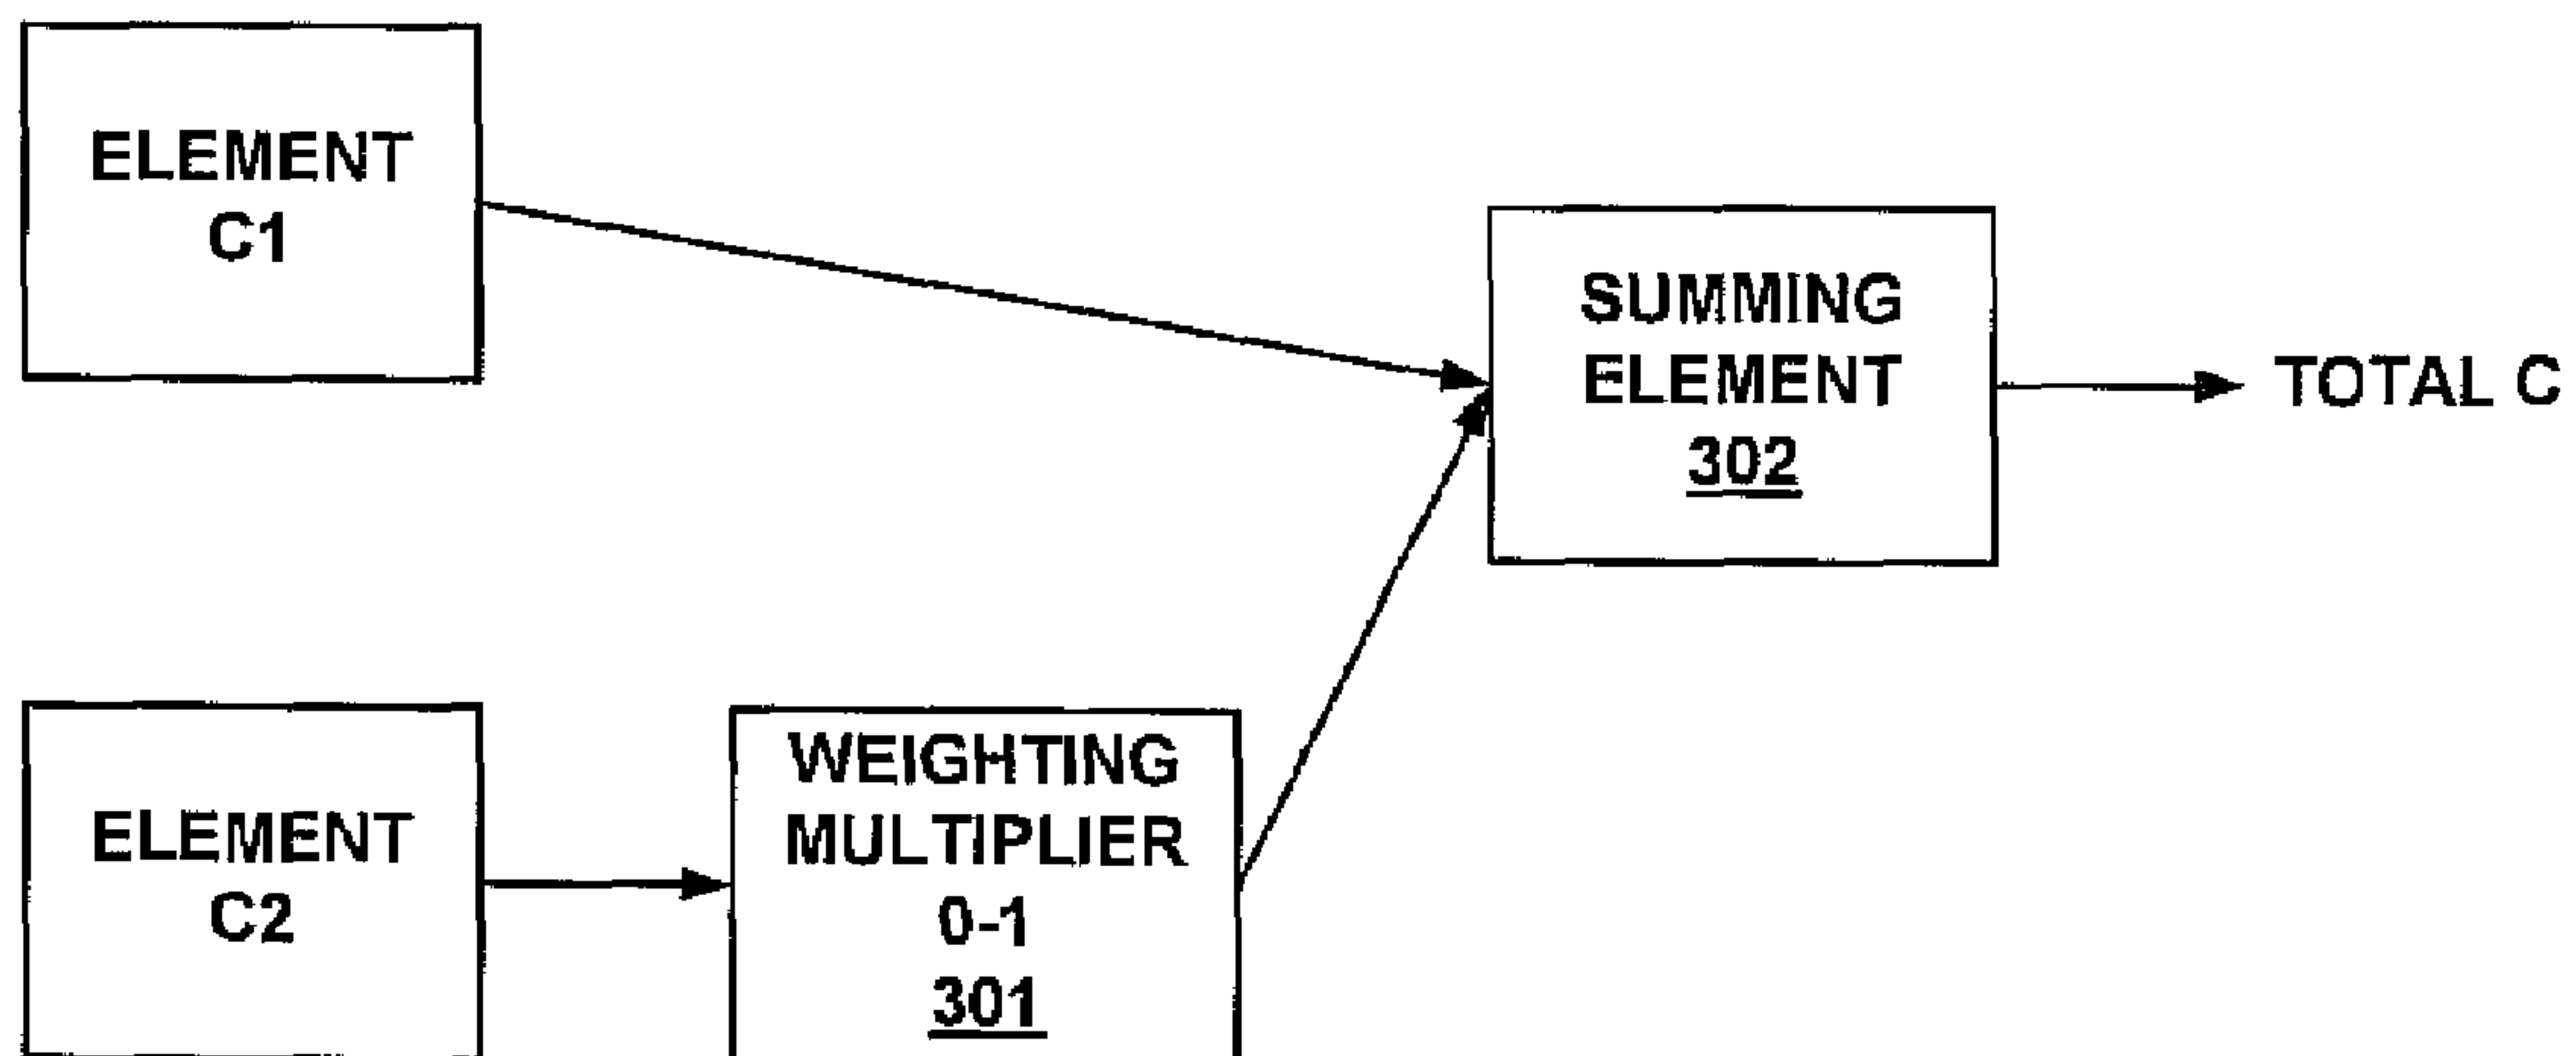 ELEMENT
C1
SUMMING
ELEMENT
302
TOTAL C
ELEMENT
C2
WEIGHTING
MULTIPLIER
0-1
301